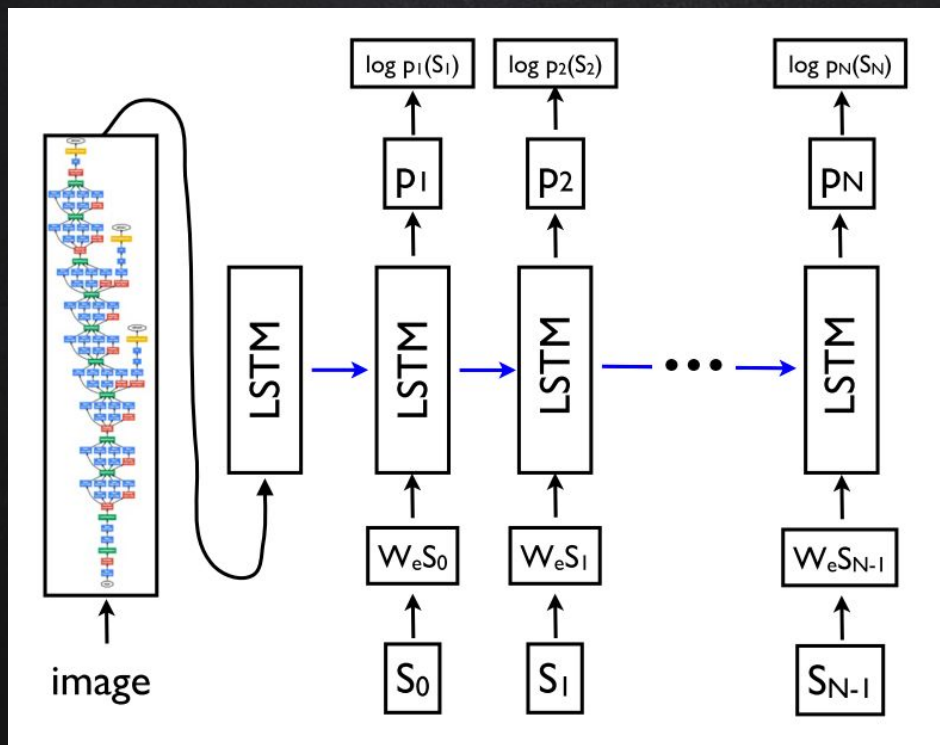 log p₁(S₁) log p₂(S₂) log pN(SN)
p₁ p₂ pN
LSTM LSTM LSTM ••• LSTM
WₑS₀ WₑS₁ WₑSN-1
S₀ S₁ SN-1
image